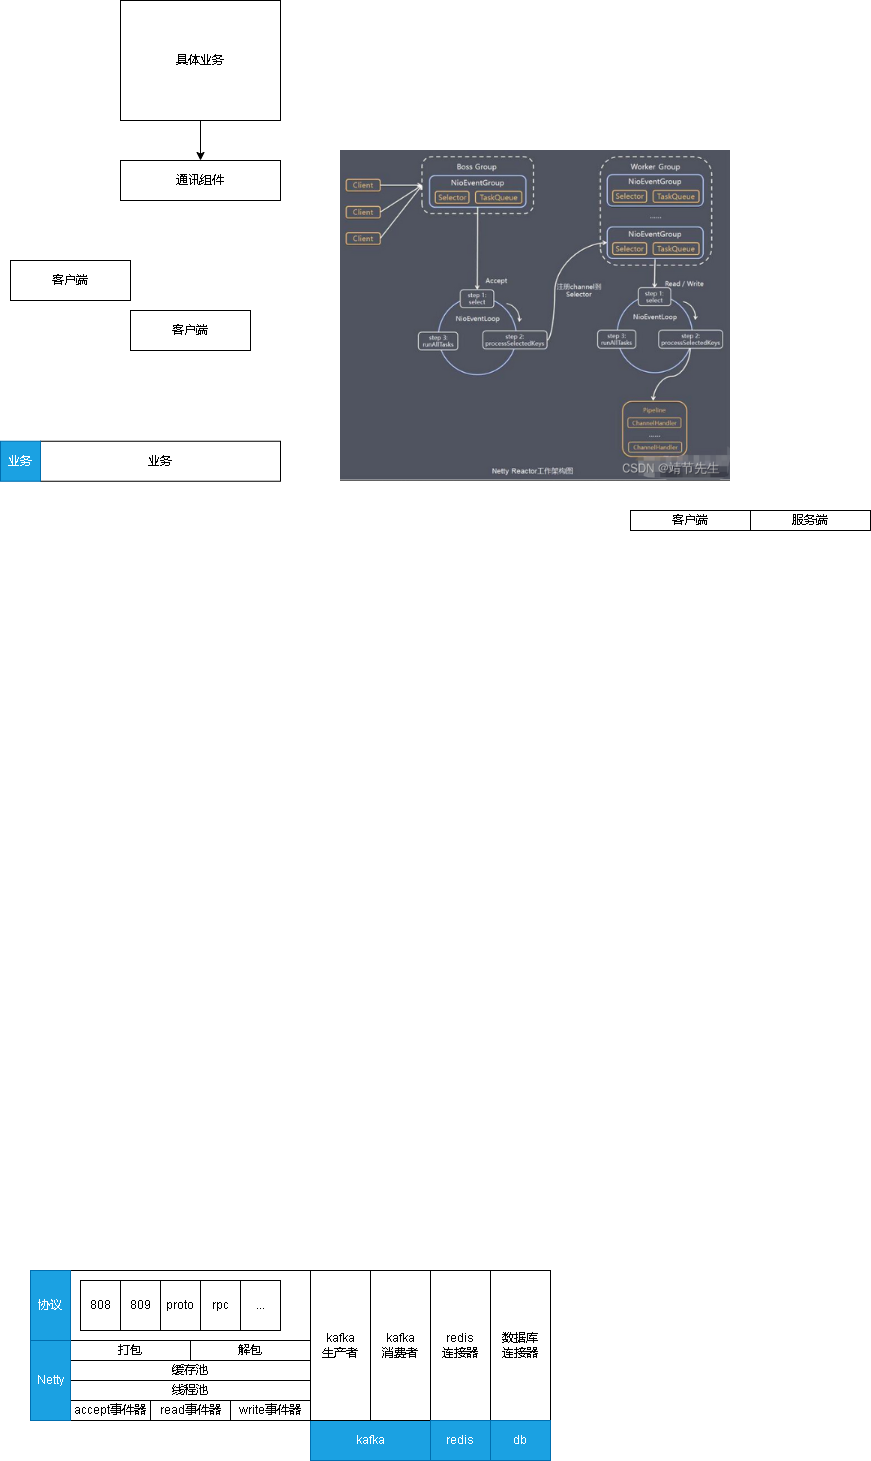 具体业务
通讯组件
客户端
客户端
业务
业务
Boss Group
NioEventGroup
Selector
TaskQueue
Client
Client
Client
Accept
step 1:
select
NioEventLoop
step 3:
runAllTasks
step 2:
processSelectedKeys
注册channel到
Selector
Worker Group
NioEventGroup
Selector
TaskQueue
......
NioEventGroup
Selector
TaskQueue
Read / Write
step 1:
select
NioEventLoop
step 3:
runAllTasks
step 2:
processSelectedKeys
Pipeline
ChannelHandler
......
ChannelHandler
Netty Reactor工作架构图
CSDN @靖节先生
客户端
服务端
协议
808
809
proto
rpc
...
Netty
打包
解包
缓存池
线程池
accept事件器
read事件器
write事件器
kafka
生产者
kafka
消费者
redis
连接器
数据库
连接器
kafka
redis
db